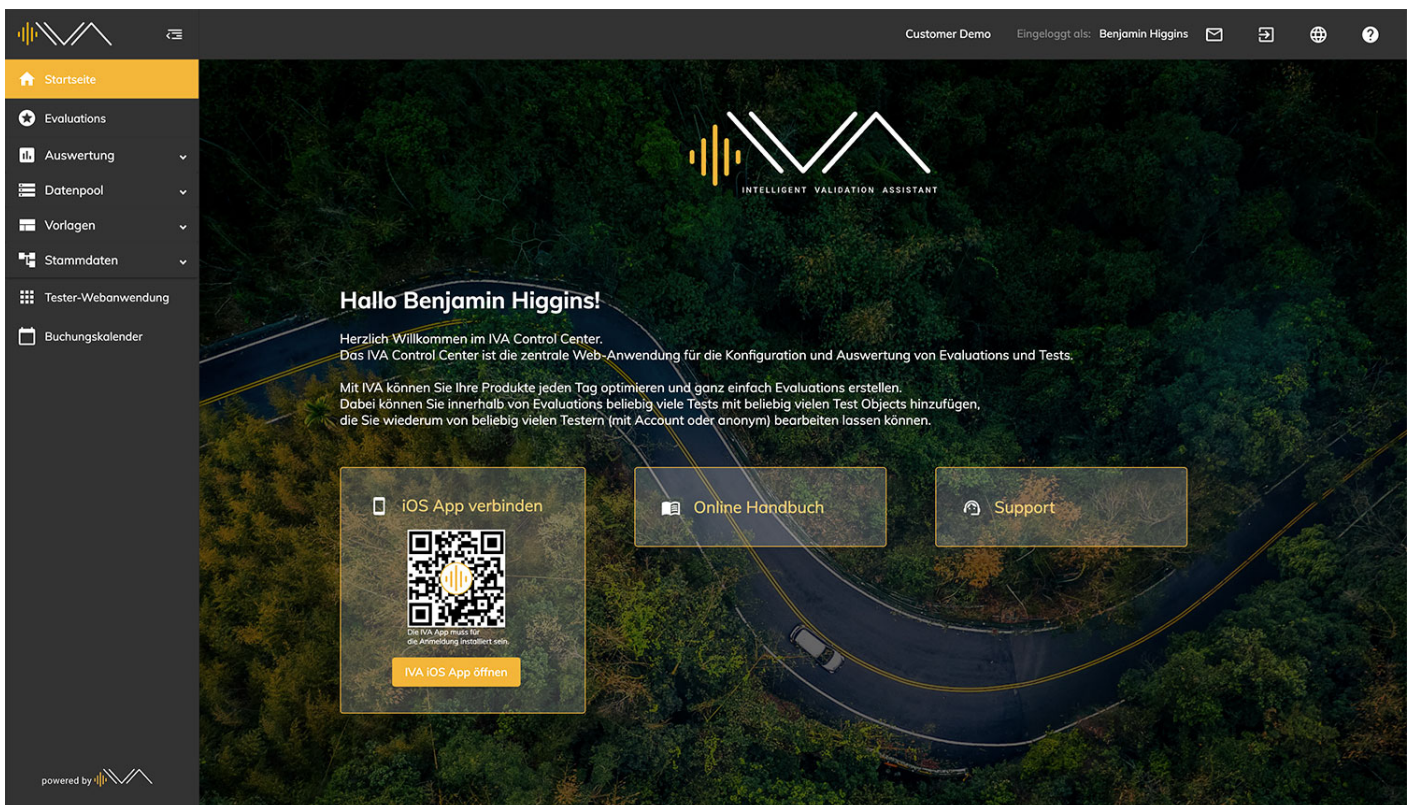 Customer Demo
Eingeloggt als: Benjamin Higgins
Startseite
Evaluations
Auswertung
Datenpool
Vorlagen
Stammdaten
Tester-Webanwendung
Buchungskalender
powered by IVA
IVA
INTELLIGENT VALIDATION ASSISTANT
Hallo Benjamin Higgins!
Herzlich Willkommen im IVA Control Center.
Das IVA Control Center ist die zentrale Web-Anwendung für die Konfiguration und Auswertung von Evaluations und Tests.
Mit IVA können Sie Ihre Produkte jeden Tag optimieren und ganz einfach Evaluations erstellen.
Dabei können Sie innerhalb von Evaluations beliebig viele Tests mit beliebig vielen Test Objects hinzufügen,
die Sie wiederum von beliebig vielen Testern (mit Account oder anonym) bearbeiten lassen können.
iOS App verbinden
Die IVA App muss für
die Anmeldung installiert sein.
IVA iOS App öffnen
Online Handbuch
Support